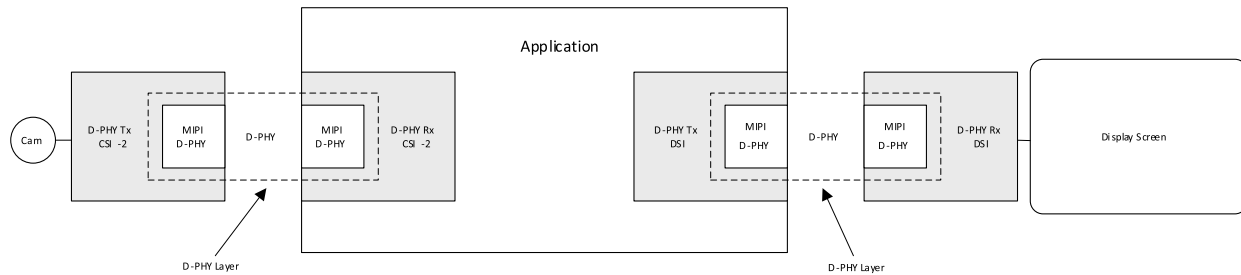 Application
Cam
D-PHY Tx
CSI -2
MIPI
D-PHY
D-PHY
MIPI
D-PHY
D-PHY Rx
CSI -2
D-PHY Tx
DSI
MIPI
D-PHY
D-PHY
MIPI
D-PHY
D-PHY Rx
DSI
Display Screen
D-PHY Layer
D-PHY Layer